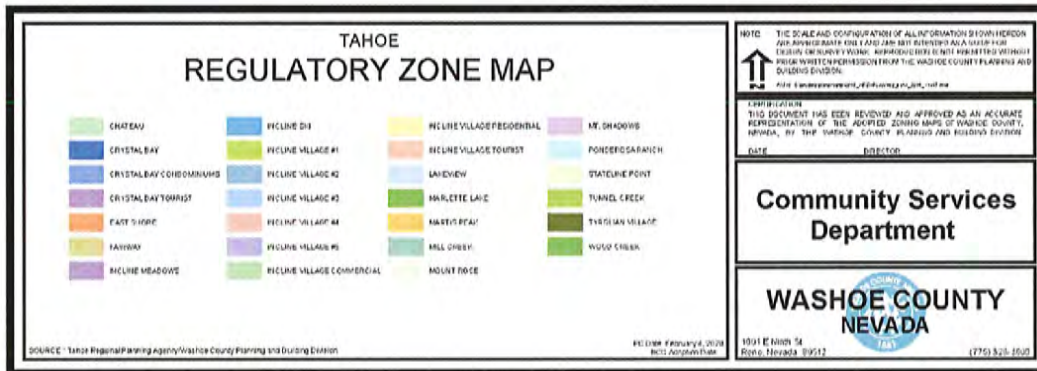 TAHOE
REGULATORY ZONE MAP
CHATEAU
CRYSTAL BAY
CRYSTAL BAY CONDOMINIUMS
CRYSTAL BAY TOURIST
EAST SHORE
FAIRWAY
INCLINE MEADOWS
INCLINE
INCLINE VILLAGE #1
INCLINE VILLAGE #2
INCLINE VILLAGE #3
INCLINE VILLAGE #4
INCLINE VILLAGE #5
INCLINE VILLAGE COMMERCIAL
INCLINE VILLAGE RESIDENTIAL
INCLINE VILLAGE TOURIST
LAKEVIEW
MARLETTE LAKE
MARTIS PEAK
MILL CREEK
MOUNT ROSE
MT. SHADOWS
PONDEROSA RANCH
STATELINE POINT
TUNNEL CREEK
TYROLIAN VILLAGE
WOOD CREEK
SOURCE: Tahoe Regional Planning Agency/Washoe County Planning and Building Division
PC Date: February 4,
BCC Adoption Date
NOTE: THE SCALE AND CONFIGURATION OF ALL INFORMATION SHOWN HEREON
ARE APPROXIMATE ONLY AND ARE NOT INTENDED AS A GUIDE FOR
DESIGN OR SURVEY WORK. REPRODUCTION IS NOT PERMITTED WITHOUT
PRIOR WRITTEN PERMISSION FROM THE WASHOE COUNTY PLANNING AND
BUILDING DIVISION.
N
CERTIFICATION
THIS DOCUMENT HAS BEEN REVIEWED AND APPROVED AS AN ACCURATE
REPRESENTATION OF THE ADOPTED ZONING MAPS OF WASHOE COUNTY,
NEVADA, BY THE WASHOE COUNTY PLANNING AND BUILDING DIVISION
DATE DIRECTOR
Community Services
Department
WASHOE COUNTY
NEVADA
1001 E Ninth St
Reno, Nevada 89512
(775)